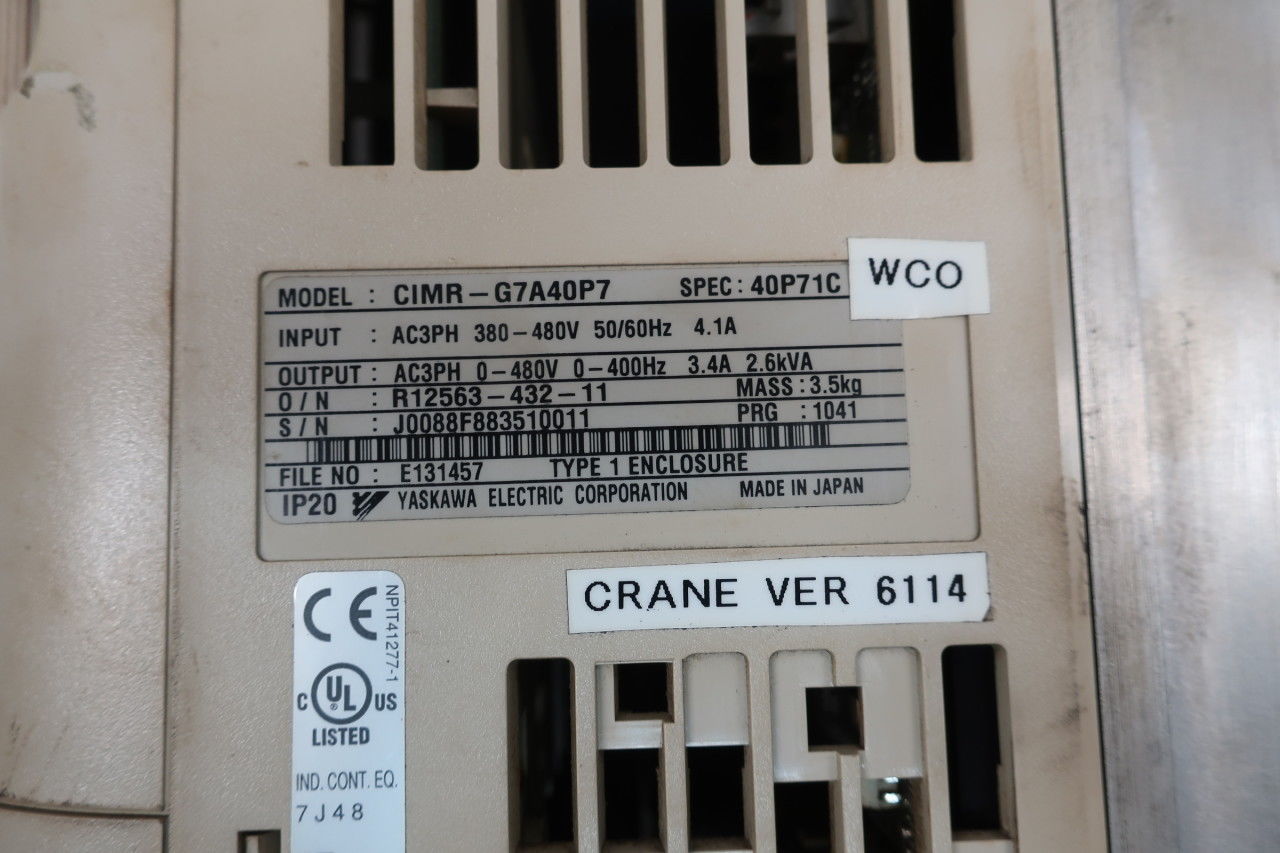 MODEL : CIMR-G7A40P7 SPEC: 40P71C
WCO
INPUT : AC3PH 380-480V 50/60Hz 4.1A
OUTPUT : AC3PH 0-480V 0-400Hz 3.4A 2.6kVA
O/N : R12563-432-11 MASS : 3.5kg
S/N : J0088F883510011 PRG : 1041
FILE NO : E131457 TYPE 1 ENCLOSURE
IP20 YASKAWA ELECTRIC CORPORATION MADE IN JAPAN
CRANE VER 6114
CE
NPIT41277-1
C UL ® US
LISTED
IND. CONT. EQ.
7J48